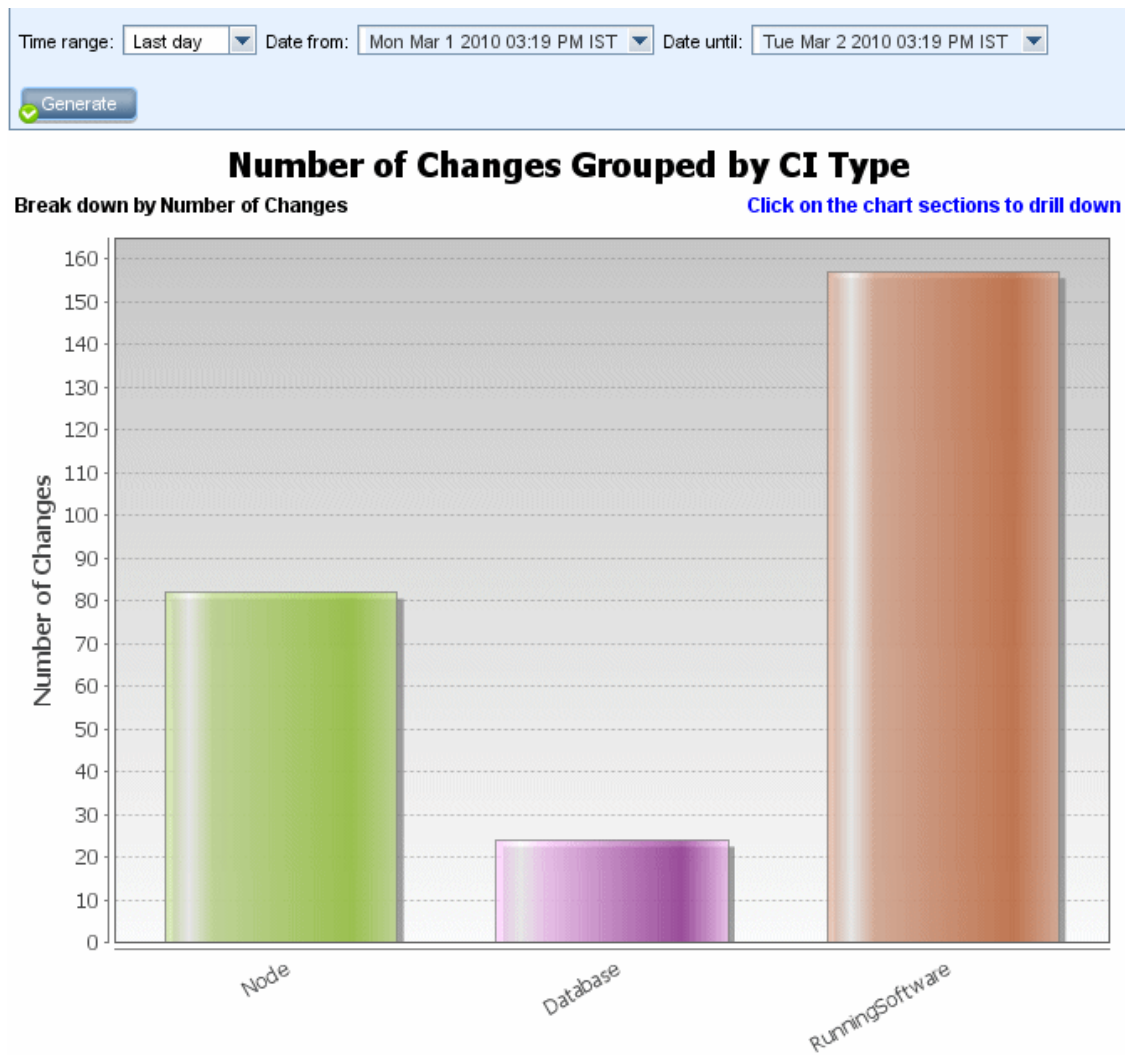 Time range: Last day Date from: Mon Mar 1 2010 03:19 PM IST Date until: Tue Mar 2 2010 03:19 PM IST
Generate
Number of Changes Grouped by CI Type
Break down by Number of Changes Click on the chart sections to drill down
160
150
140
130
120
110
100
90
80
70
60
50
40
30
20
10
0
Number of Changes
Node
Database
RunningSoftware